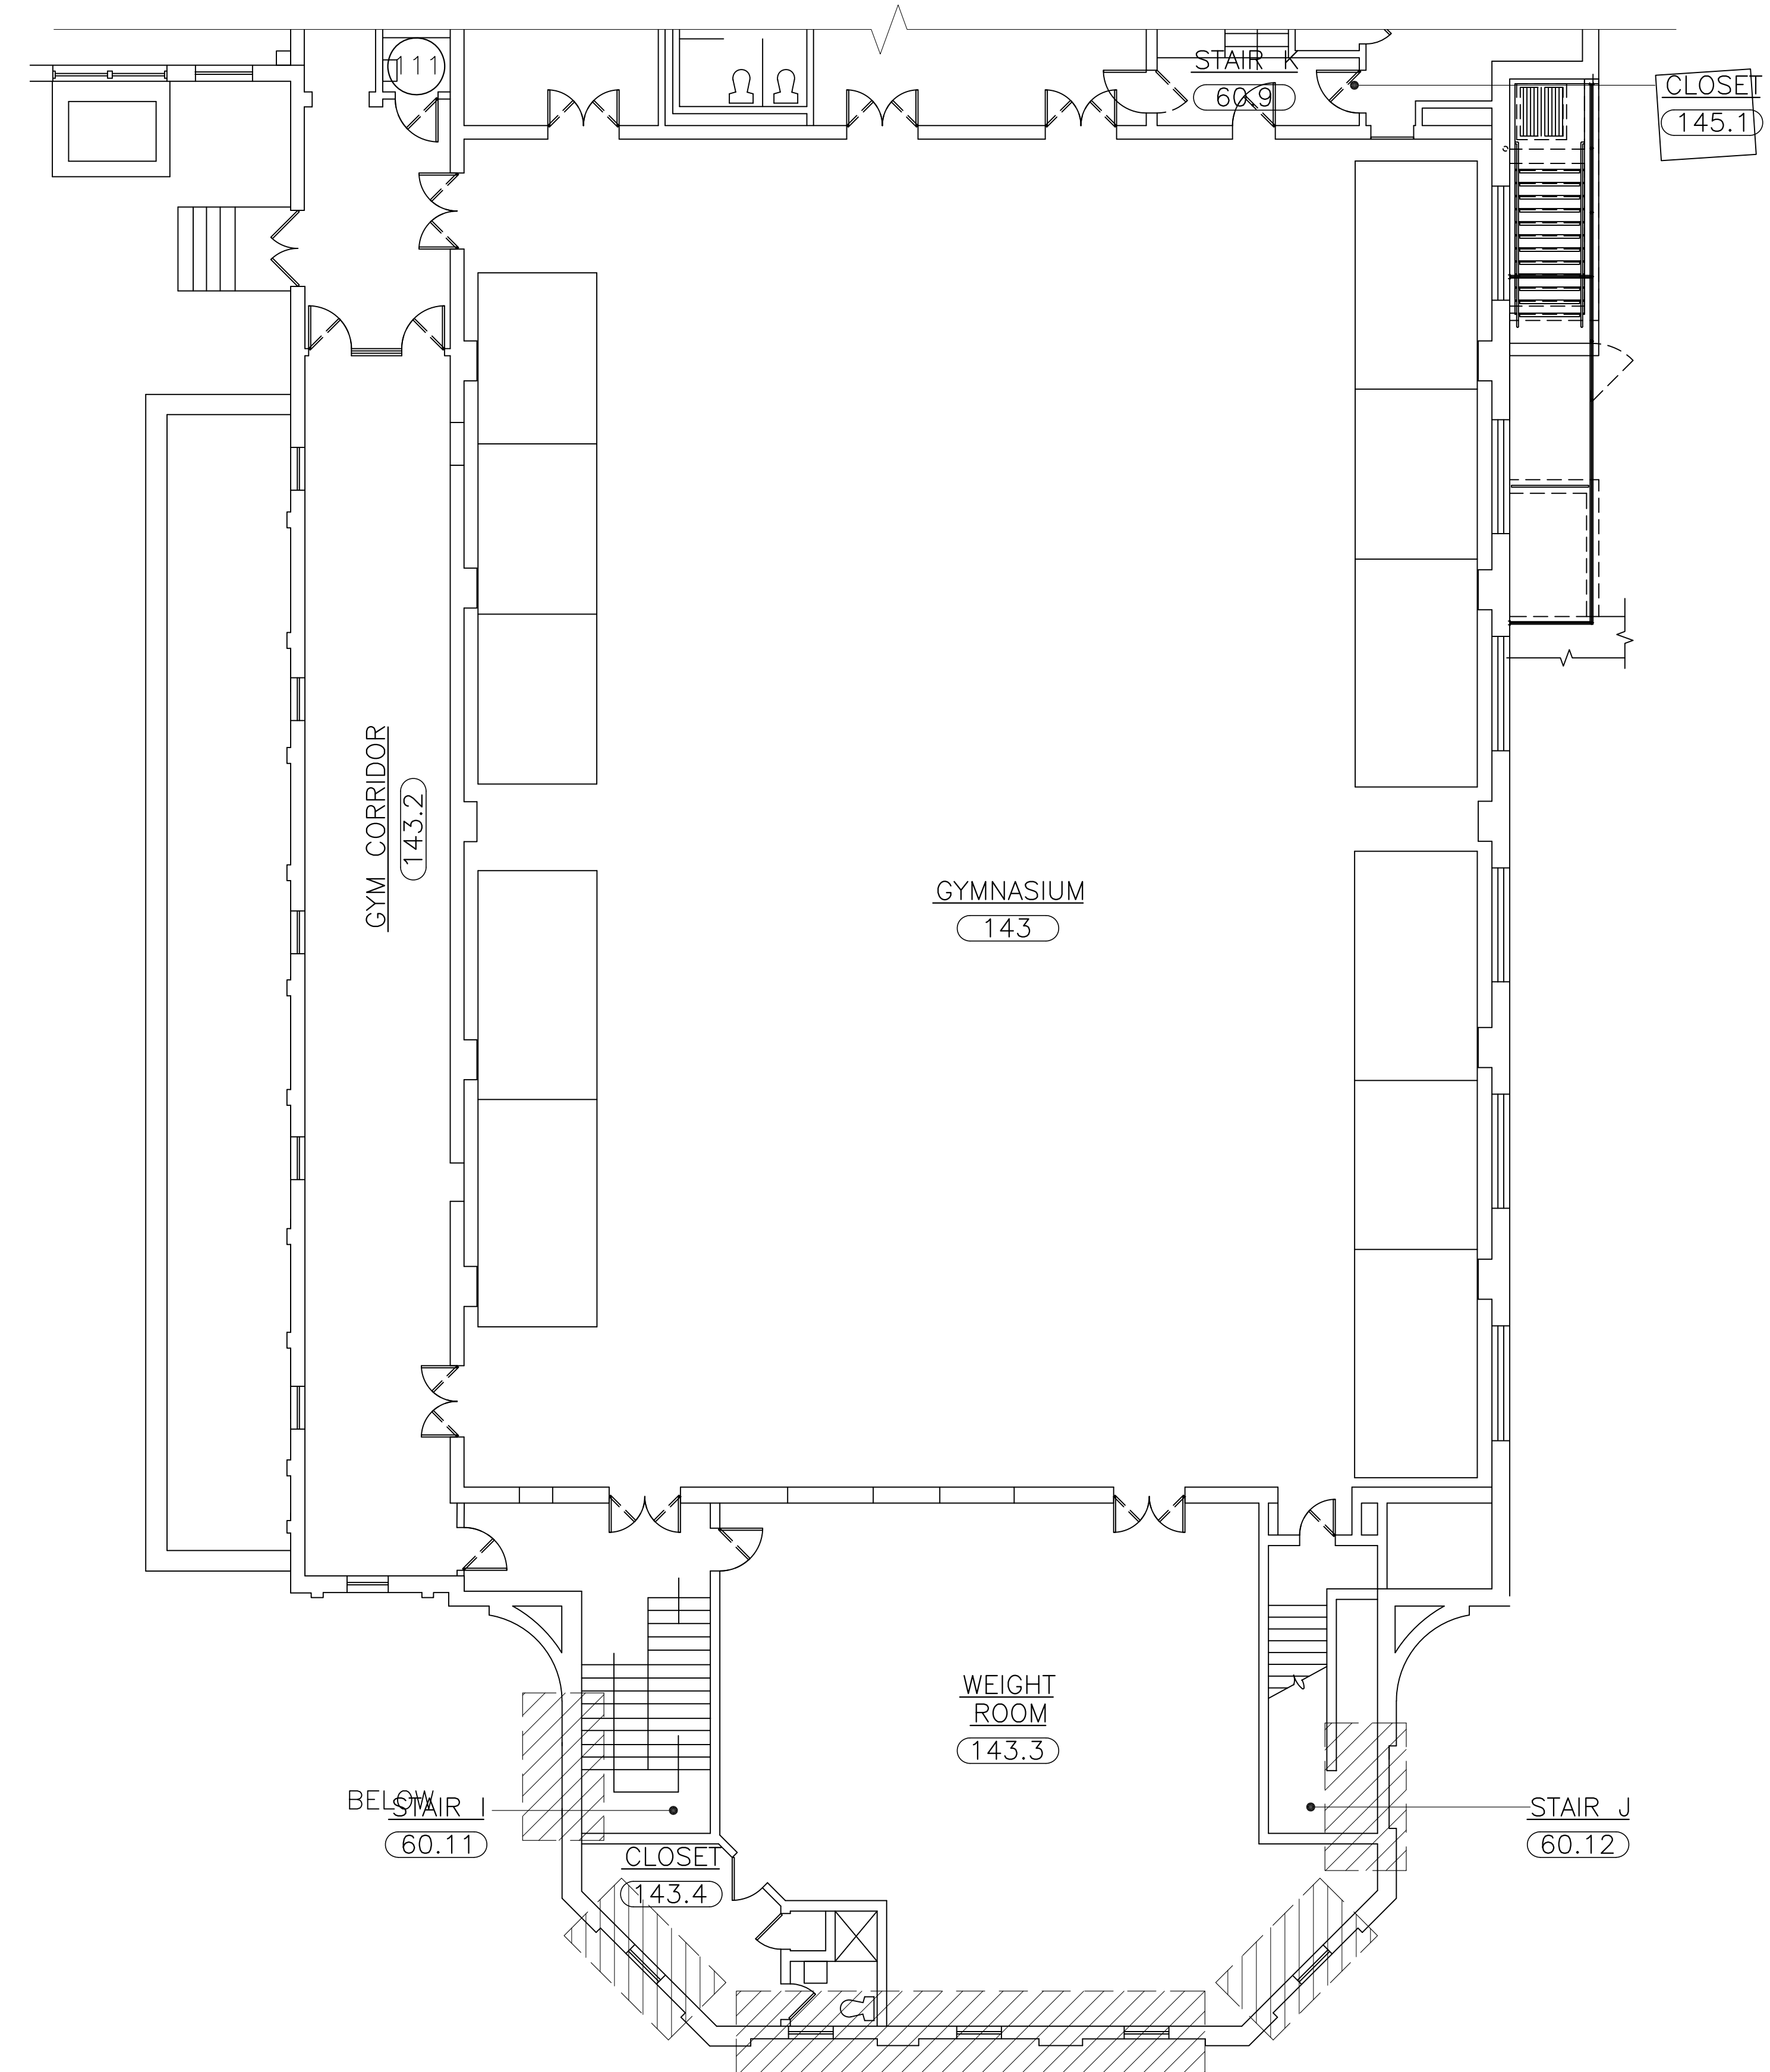 111
STAIR K
60.9
CLOSET
145.1
GYM CORRIDOR
143.2
GYMNASIUM
143
WEIGHT
ROOM
143.3
BELOW
STAIR I
60.11
STAIR J
60.12
CLOSET
143.4